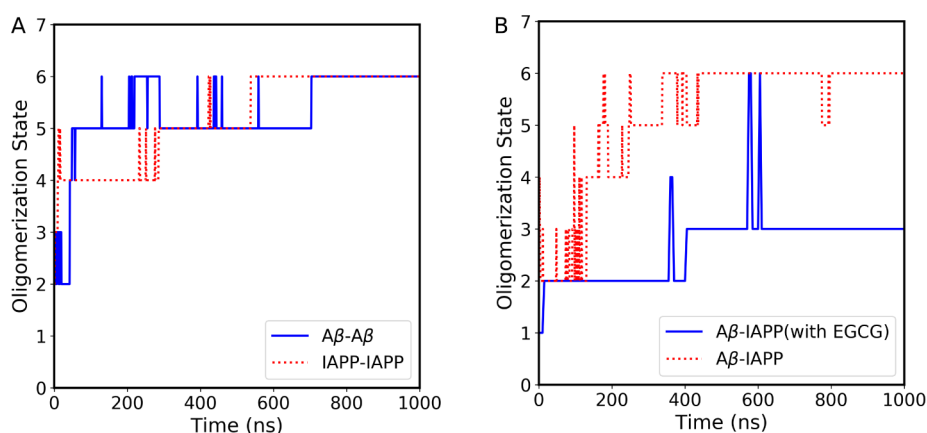 A
7
6
5
4
3
2
1
0
Oligomerization State
0 200 400 600 800 1000
Time (ns)
Aβ-Aβ
IAPP-IAPP
B
7
6
5
4
3
2
1
0
Oligomerization State
0 200 400 600 800 1000
Time (ns)
Aβ-IAPP(with EGCG)
Aβ-IAPP